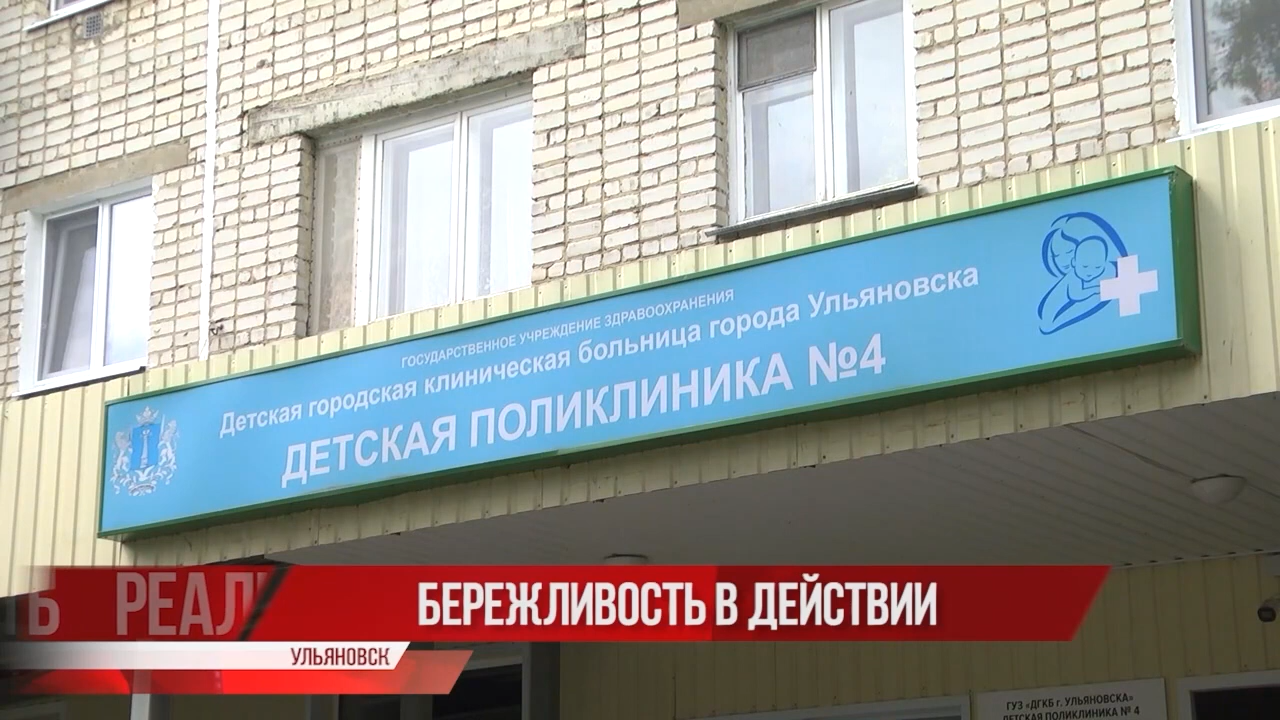 ГОСУДАРСТВЕННОЕ УЧРЕЖДЕНИЕ ЗДРАВООХРАНЕНИЯ
Детская городская клиническая больница города Ульяновска
ДЕТСКАЯ ПОЛИКЛИНИКА №4
БЕРЕЖЛИВОСТЬ В ДЕЙСТВИИ
УЛЬЯНОВСК
ГУЗ «ДГКБ г. УЛЬЯНОВСКА»
ДЕТСКАЯ ПОЛИКЛИНИКА № 4